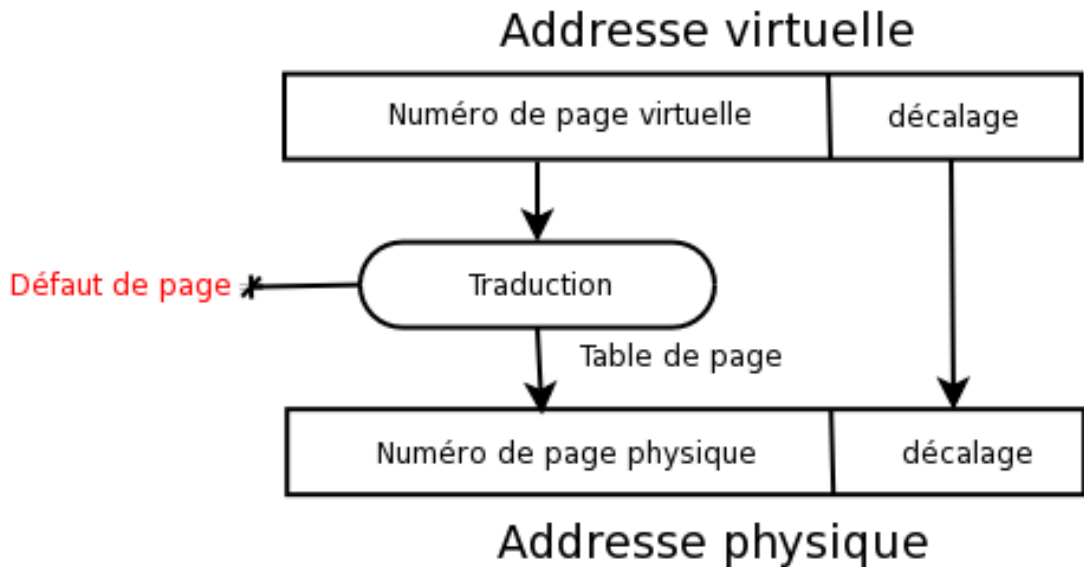 Addresse virtuelle
Numéro de page virtuelle
décalage
Défaut de page
Traduction
Table de page
Numéro de page physique
décalage
Addresse physique